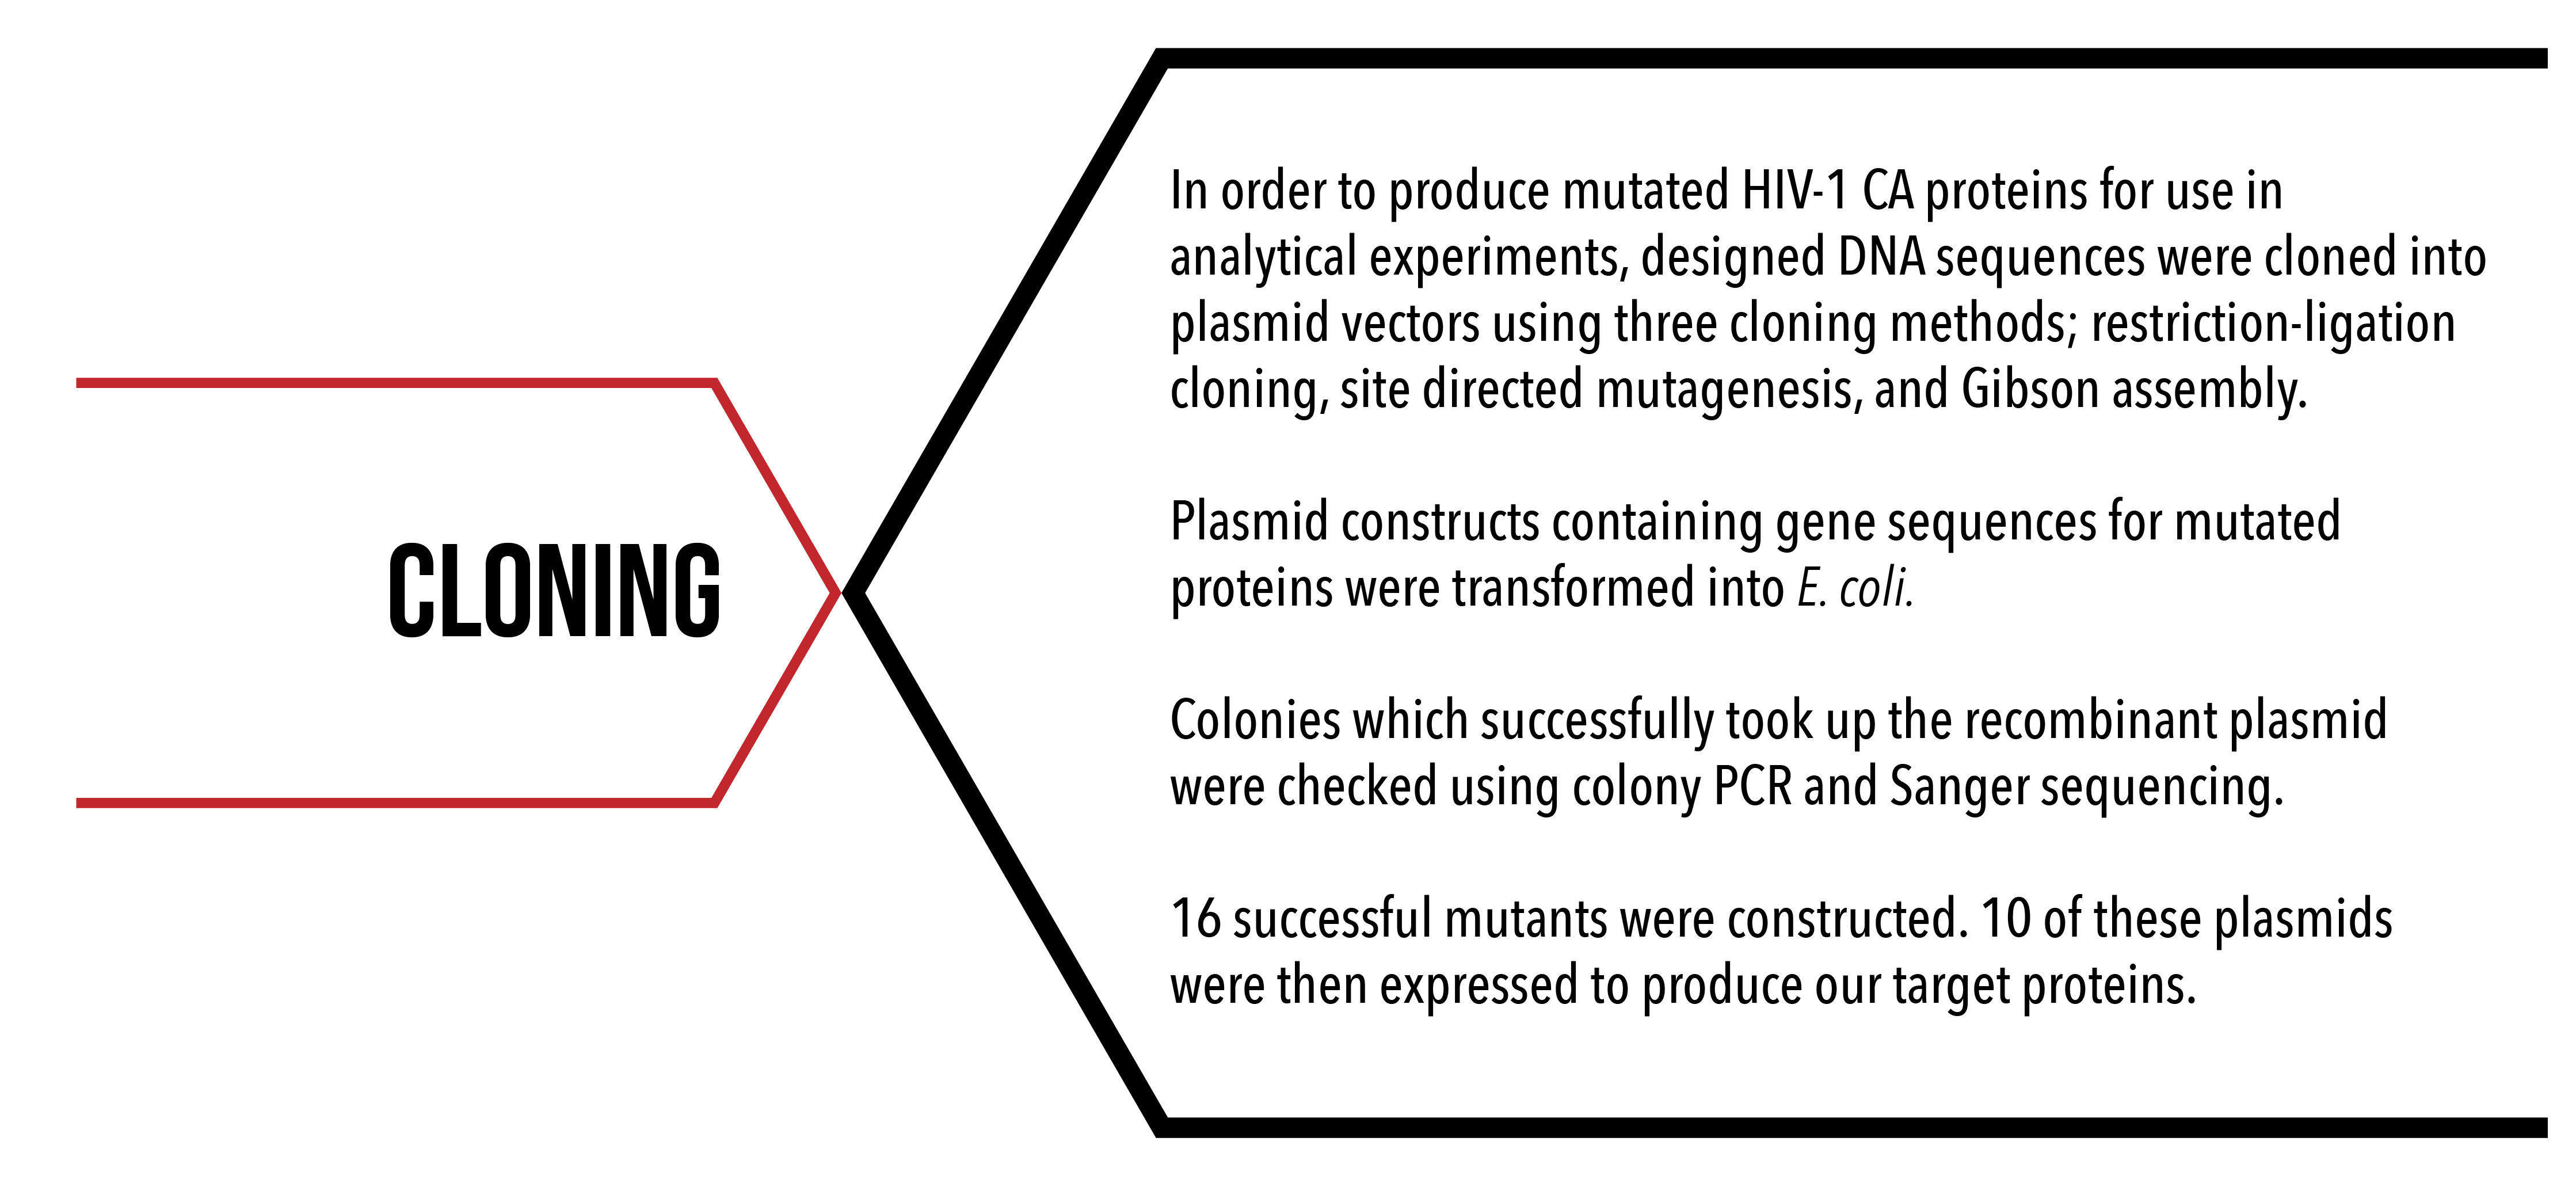 CLONING
In order to produce mutated HIV-1 CA proteins for use in
analytical experiments, designed DNA sequences were cloned into
plasmid vectors using three cloning methods; restriction-ligation
cloning, site directed mutagenesis, and Gibson assembly.
Plasmid constructs containing gene sequences for mutated
proteins were transformed into E. coli.
Colonies which successfully took up the recombinant plasmid
were checked using colony PCR and Sanger sequencing.
16 successful mutants were constructed. 10 of these plasmids
were then expressed to produce our target proteins.